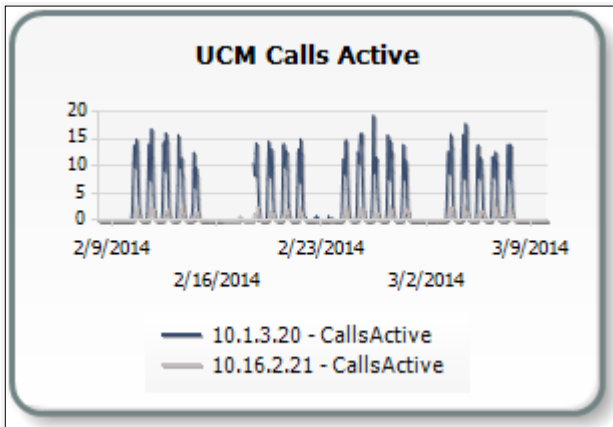 UCM Calls Active
20
15
10
5
0
2/9/2014 2/23/2014 3/9/2014
2/16/2014 3/2/2014
10.1.3.20 - CallsActive
10.16.2.21 - CallsActive